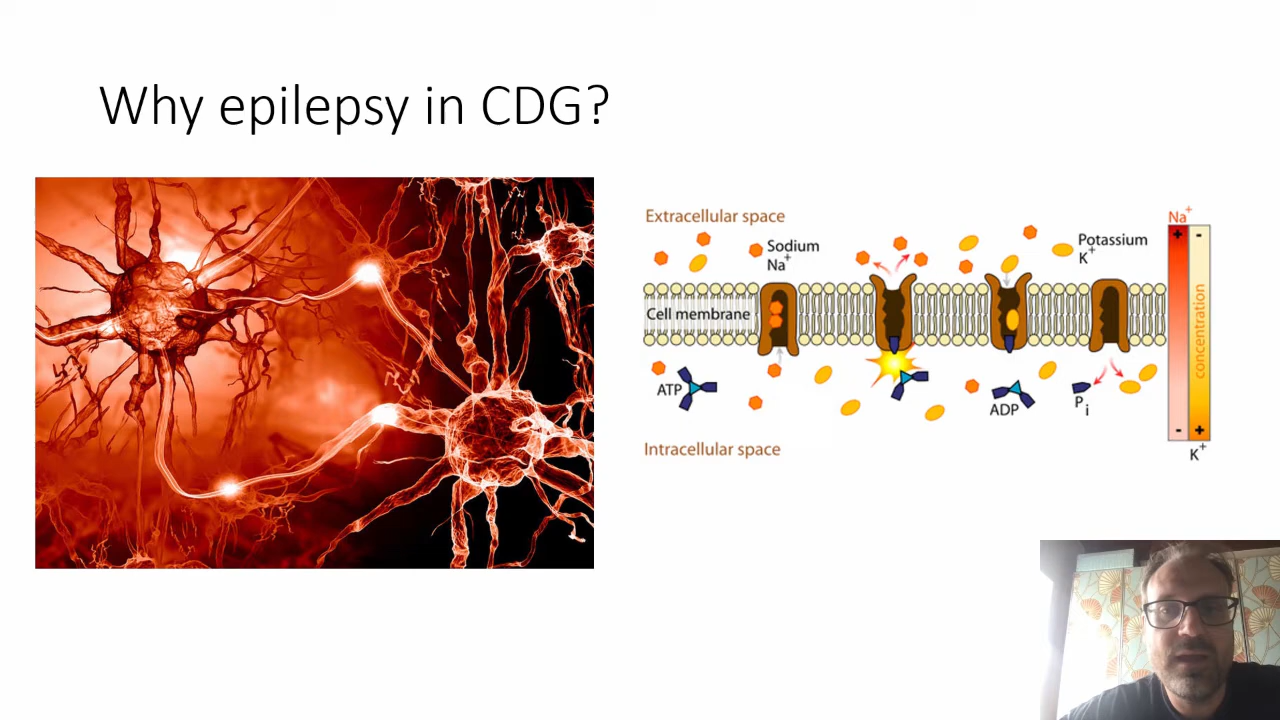 Why epilepsy in CDG?
Extracellular space
Sodium
Na+
Potassium
K+
Na+
+ -
Cell membrane
concentration
ATP
ADP
Pi
- +
K+
Intracellular space